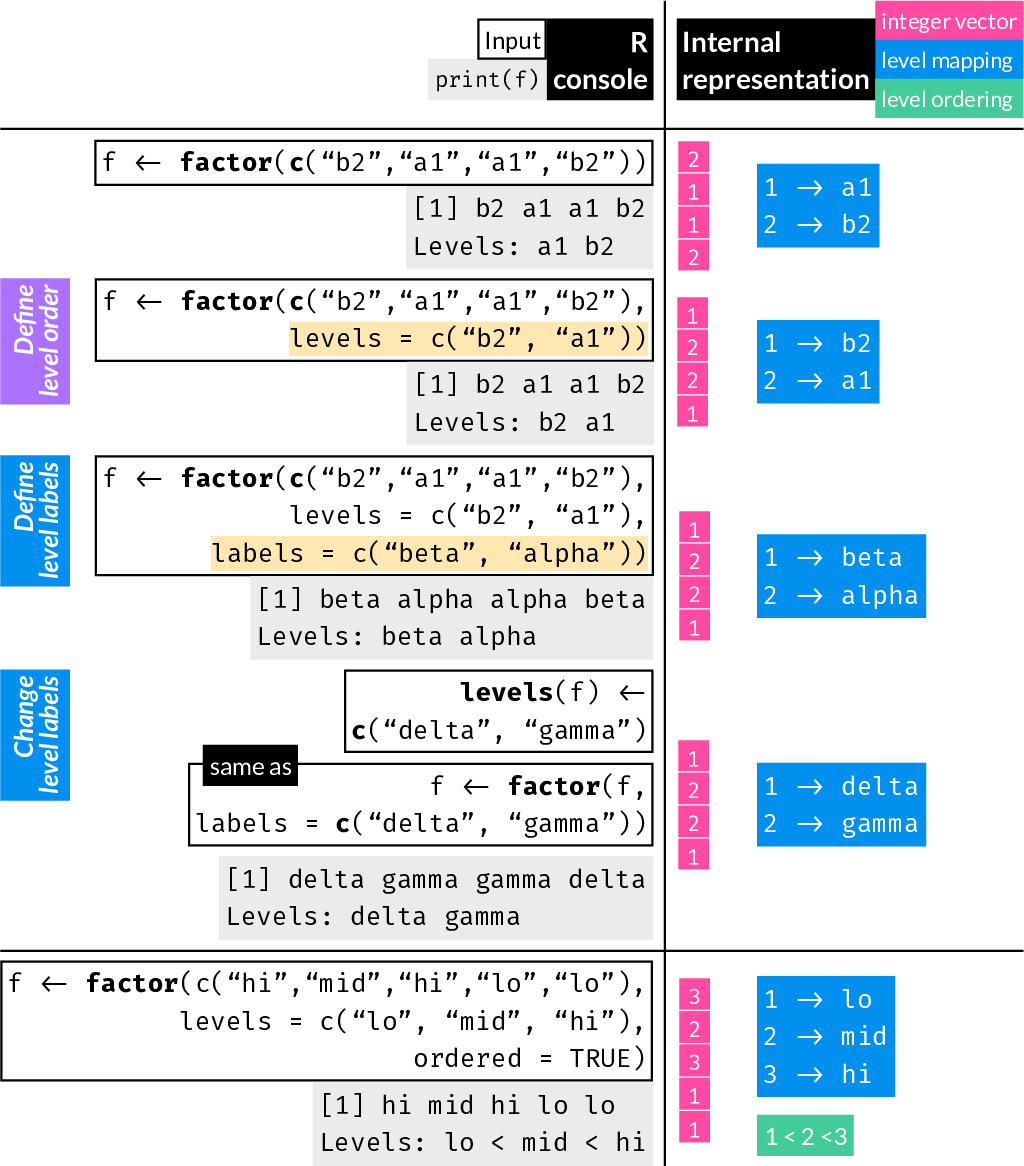 Input
print(f)
R
console
Internal
representation
integer vector
level mapping
level ordering
f ← factor(c(“b2”,“a1”,“a1”,“b2”))
[1] b2 a1 a1 b2
Levels: a1 b2
2
1
1
2
1 → a1
2 → b2
Define
level order
f ← factor(c(“b2”,“a1”,“a1”,“b2”),
levels = c(“b2”, “a1”))
[1] b2 a1 a1 b2
Levels: b2 a1
1
2
2
1
1 → b2
2 → a1
Define
level labels
f ← factor(c(“b2”,“a1”,“a1”,“b2”),
levels = c(“b2”, “a1”),
labels = c(“beta”, “alpha”))
[1] beta alpha alpha beta
Levels: beta alpha
1
2
2
1
1 → beta
2 → alpha
Change
level labels
levels(f) ←
c(“delta”, “gamma”)
same as
f ← factor(f,
labels = c(“delta”, “gamma”))
[1] delta gamma gamma delta
Levels: delta gamma
1
2
2
1
1 → delta
2 → gamma
f ← factor(c(“hi”,“mid”,“hi”,“lo”,“lo”),
levels = c(“lo”, “mid”, “hi”),
ordered = TRUE)
[1] hi mid hi lo lo
Levels: lo < mid < hi
3
2
3
1
1
1 → lo
2 → mid
3 → hi
1 < 2 <3